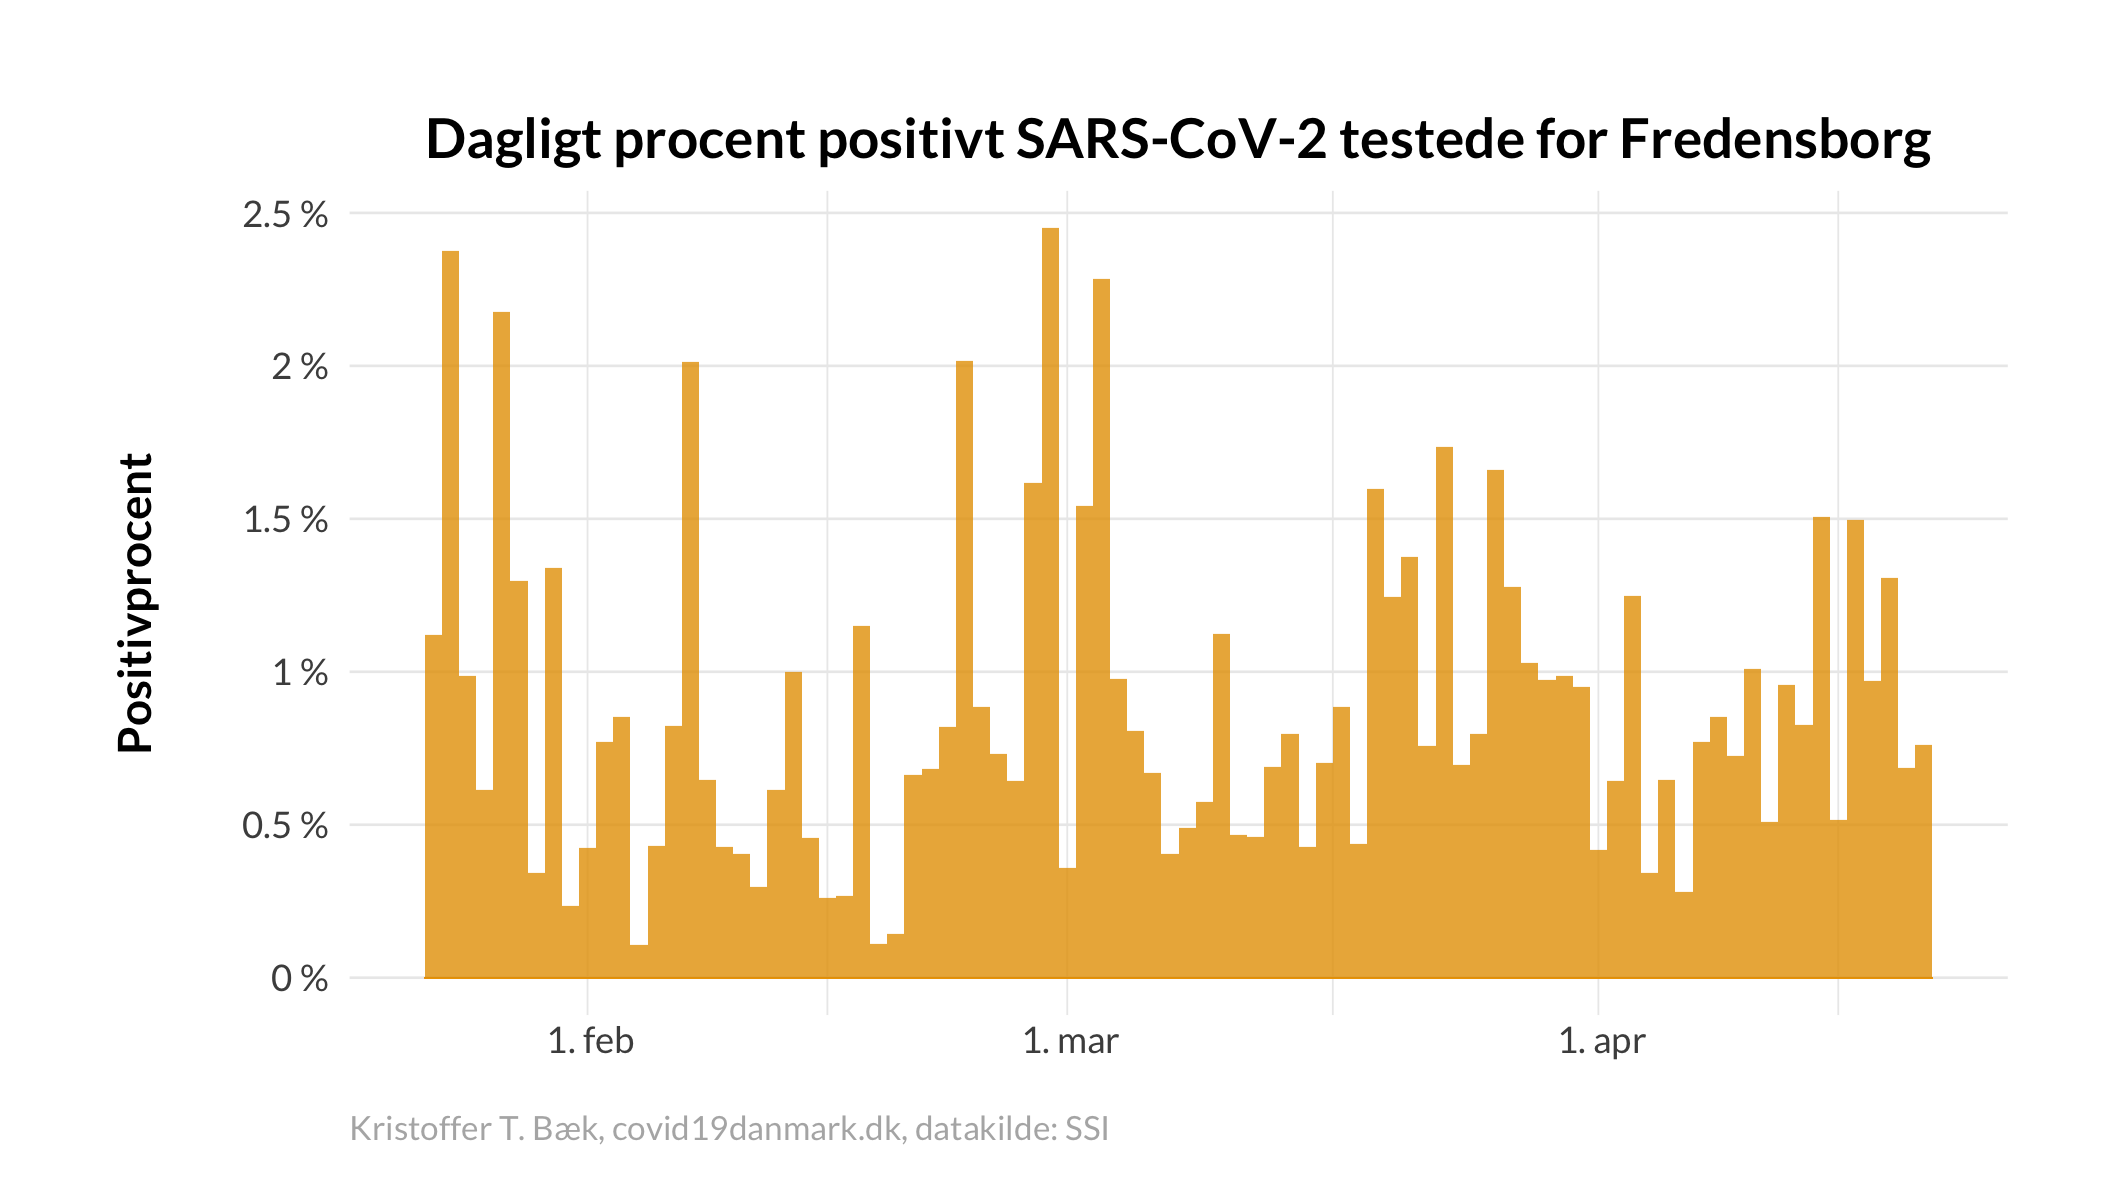 Dagligt procent positivt SARS-CoV-2 testede for Fredensborg
Positivprocent
2.5 %
2 %
1.5 %
1 %
0.5 %
0 %
1. feb
1. mar
1. apr
Kristoffer T. Bæk, covid19danmark.dk, datakilde: SSI